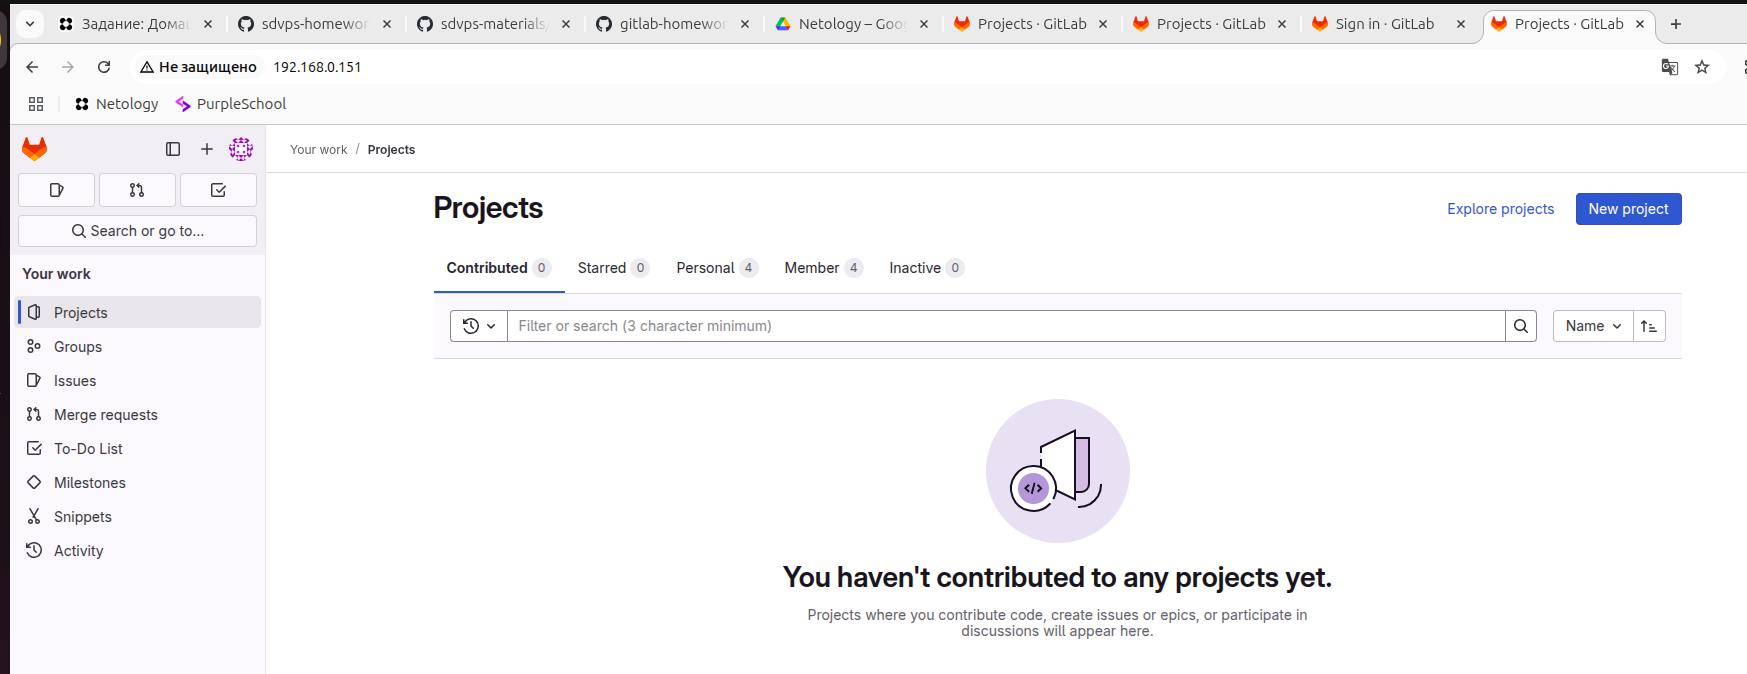 Задание: Дома
sdvps-homewor
sdvps-materials/
gitlab-homewor
Netology – Goo
Projects · GitLab
Projects · GitLab
Sign in · GitLab
Projects · GitLab
Не защищено 192.168.0.151
Netology
PurpleSchool
Your work / Projects
Search or go to...
Your work
Projects
Groups
Issues
Merge requests
To-Do List
Milestones
Snippets
Activity
Projects
Explore projects
New project
Contributed 0
Starred 0
Personal 4
Member 4
Inactive 0
Filter or search (3 character minimum)
Name
You haven't contributed to any projects yet.
Projects where you contribute code, create issues or epics, or participate in
discussions will appear here.